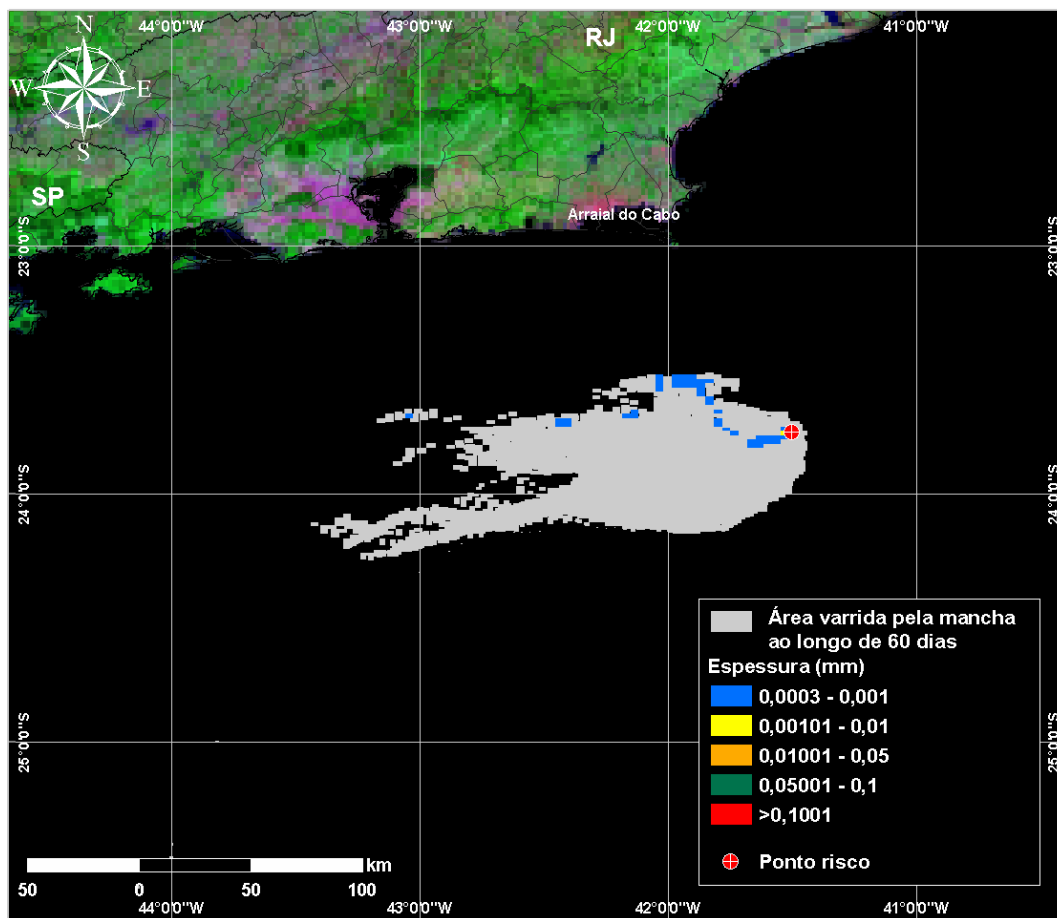 44°0'0''W 43°0'0''W 42°0'0''W 41°0'0''W
N
W E
S
RJ
SP
Arraial do Cabo
23°0'0''S 23°0'0''S
24°0'0''S 24°0'0''S
25°0'0''S 25°0'0''S
Área varrida pela mancha
ao longo de 60 dias
Espessura (mm)
0,0003 - 0,001
0,00101 - 0,01
0,01001 - 0,05
0,05001 - 0,1
>0,1001
Ponto risco
km
50 0 50 100
44°0'0''W 43°0'0''W 42°0'0''W 41°0'0''W